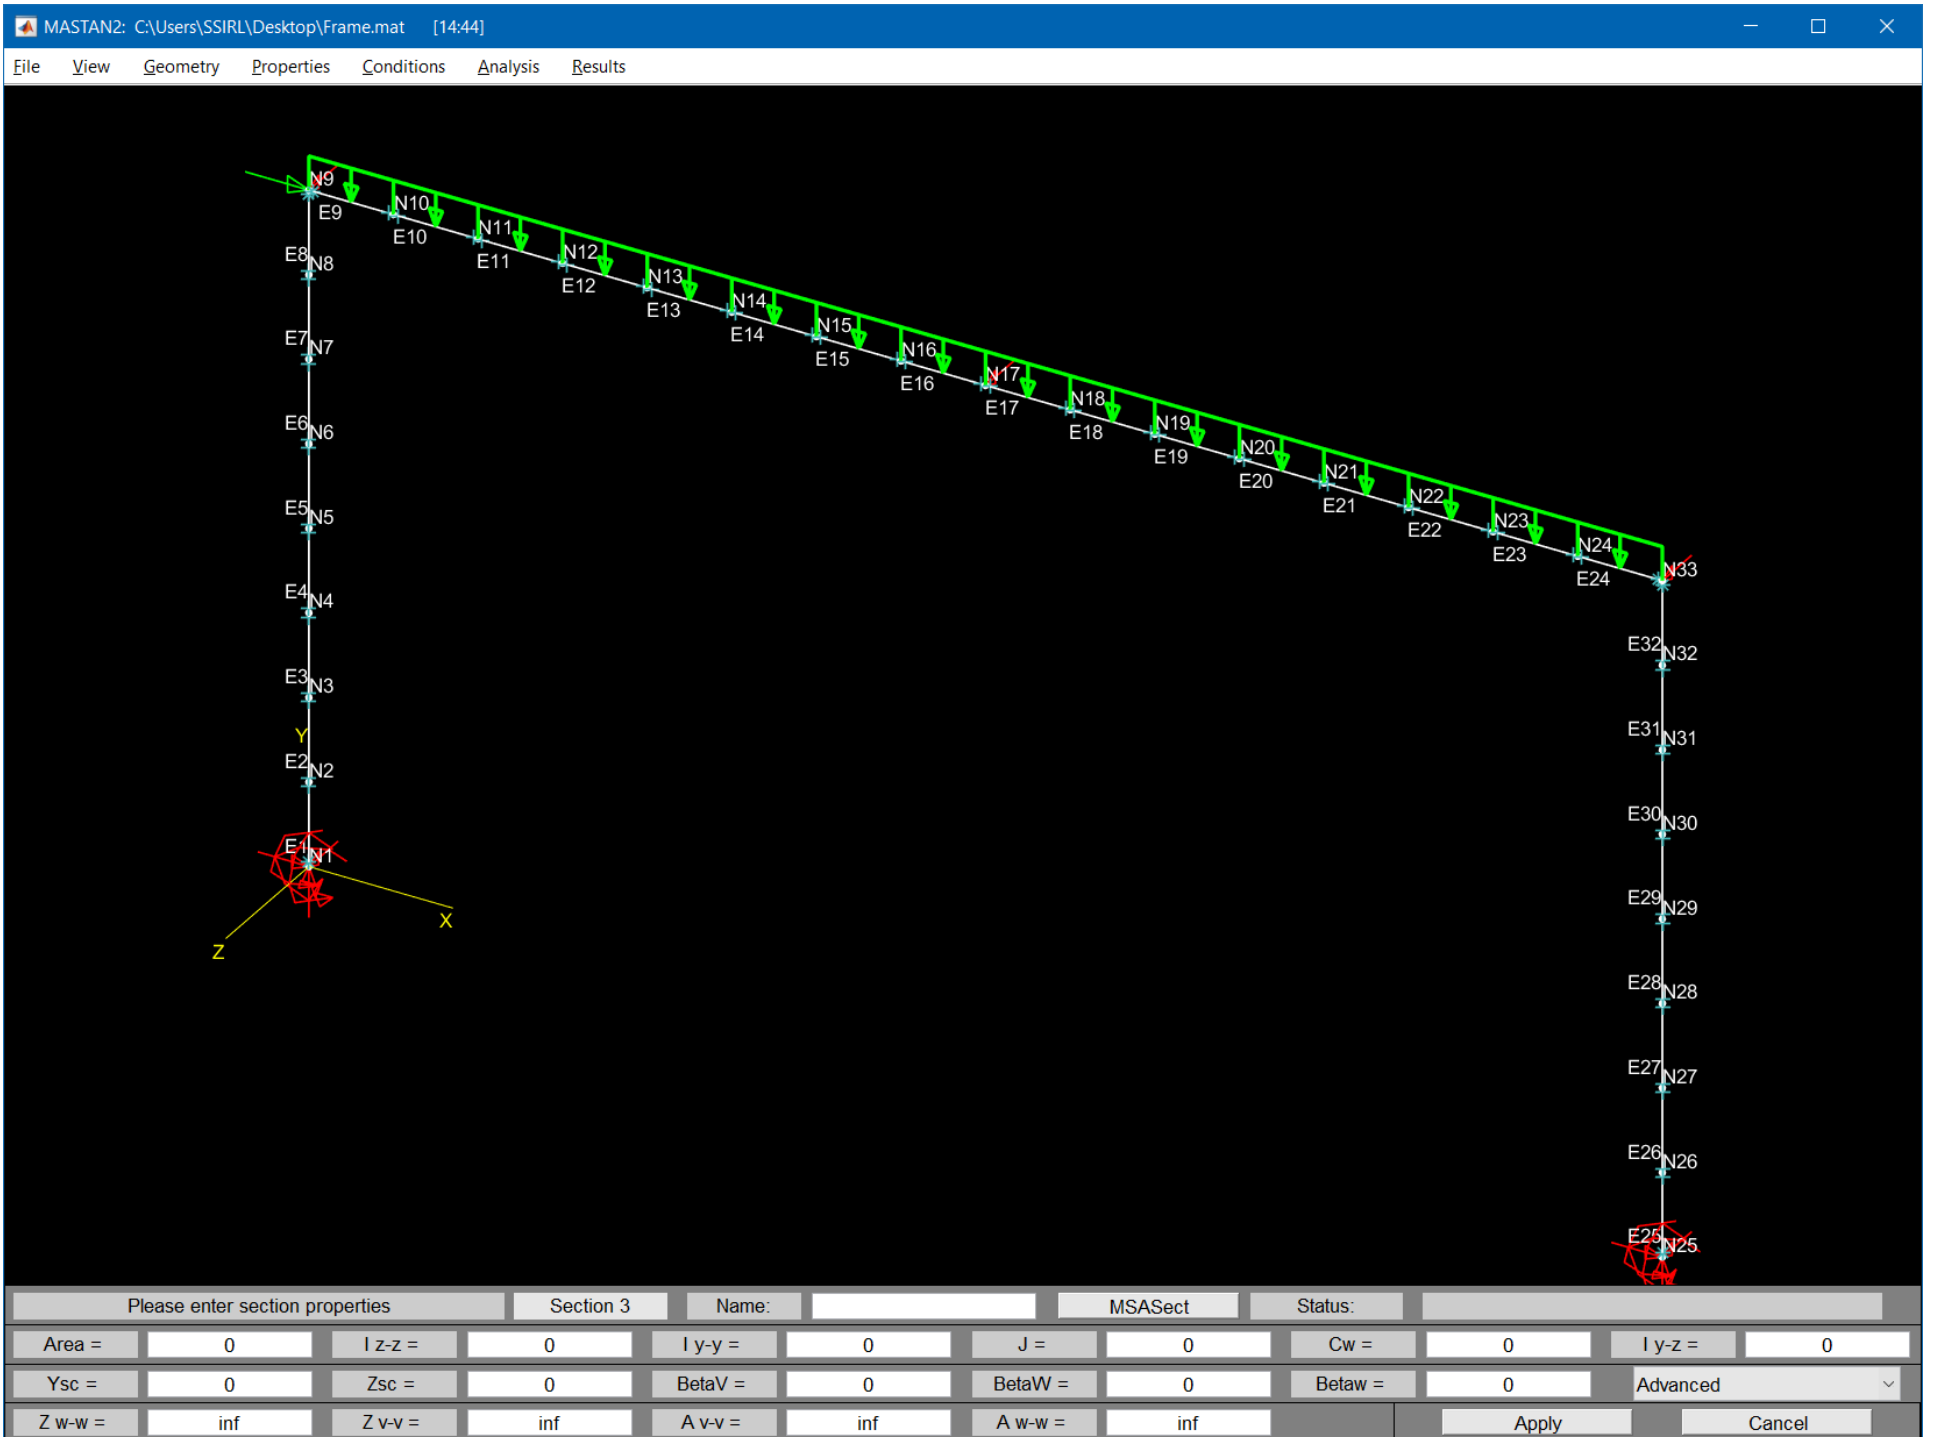 MASTAN2: C:\Users\SSIRL\Desktop\Frame.mat [14:44]
File View Geometry Properties Conditions Analysis Results
N9
E9
N10
E10
N11
E11
E8
N8
N12
E12
N13
E13
N14
E14
N15
E15
E7
N7
N16
E16
N17
E17
N18
E18
E6
N6
N19
E19
N20
E20
N21
E21
N22
E22
E5
N5
N23
E23
N24
E24
N33
E4
N4
E32
N32
E3
N3
Y
E31
N31
E2
N2
E30
N30
E1
N1
E29
N29
X
Z
E28
N28
E27
N27
E26
N26
E25
N25
Please enter section properties Section 3 Name: MSASect Status:
Area = 0 I z-z = 0 I y-y = 0 J = 0 Cw = 0 I y-z = 0
Ysc = 0 Zsc = 0 BetaV = 0 BetaW = 0 Betaw = 0 Advanced
Z w-w = inf Z v-v = inf A v-v = inf A w-w = inf Apply Cancel